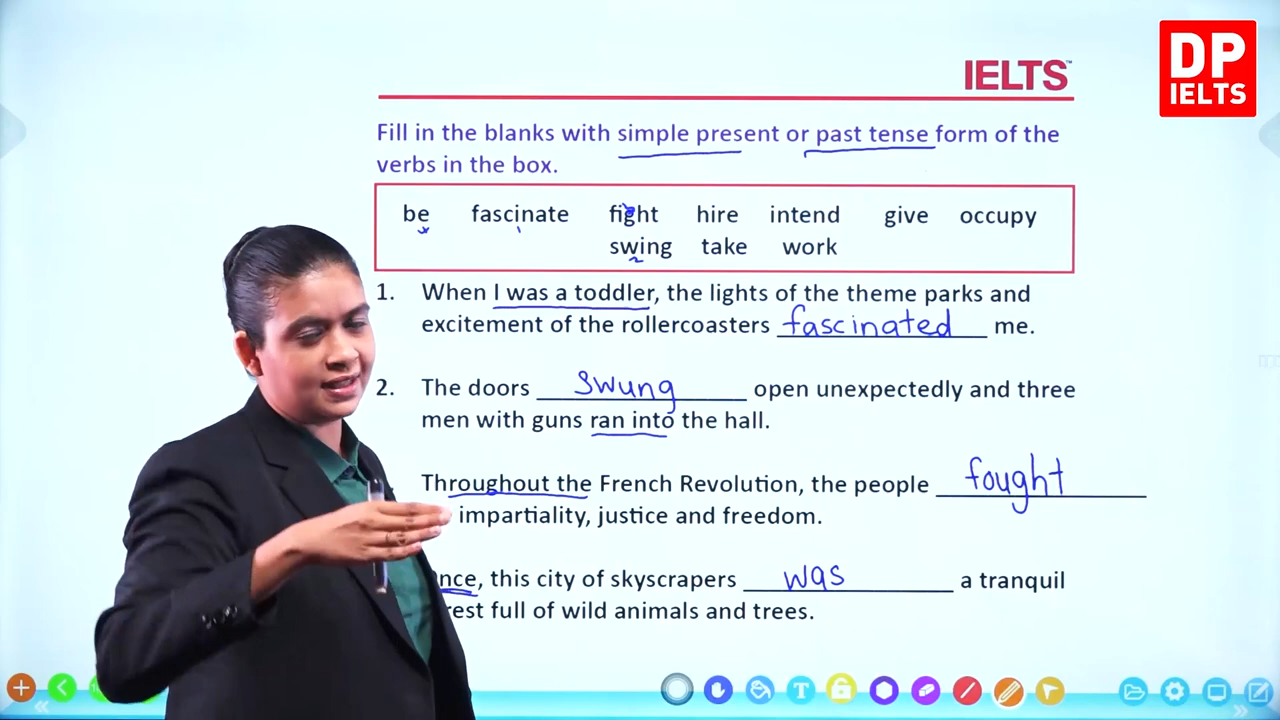 IELTS™
DP
IELTS
Fill in the blanks with simple present or past tense form of the
verbs in the box.
be fascinate fight hire intend give occupy
swing take work
1. When I was a toddler, the lights of the theme parks and
excitement of the rollercoasters fascinated me.
2. The doors swung open unexpectedly and three
men with guns ran into the hall.
Throughout the French Revolution, the people fought
impartiality, justice and freedom.
this city of skyscrapers was a tranquil
full of wild animals and trees.